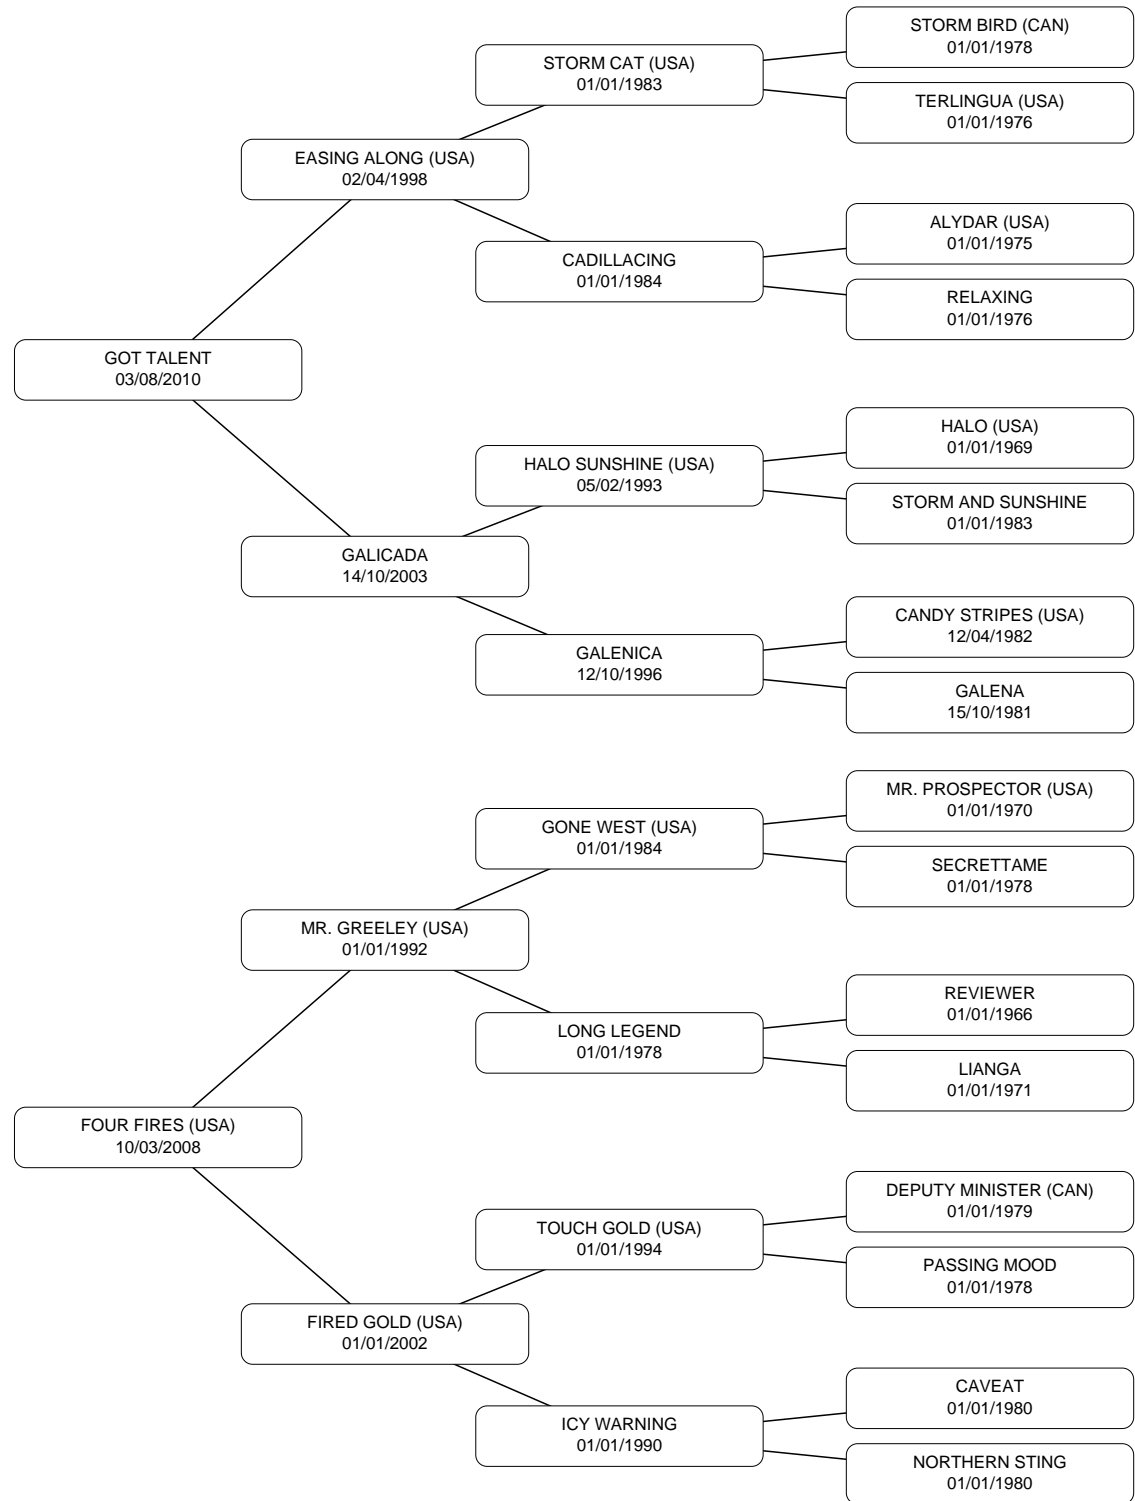 STORM BIRD (CAN)
01/01/1978
STORM CAT (USA)
01/01/1983
TERLINGUA (USA)
01/01/1976
EASING ALONG (USA)
02/04/1998
ALYDAR (USA)
01/01/1975
CADILLACING
01/01/1984
RELAXING
01/01/1976
GOT TALENT
03/08/2010
HALO (USA)
01/01/1969
HALO SUNSHINE (USA)
05/02/1993
STORM AND SUNSHINE
01/01/1983
GALICADA
14/10/2003
CANDY STRIPES (USA)
12/04/1982
GALENICA
12/10/1996
GALENA
15/10/1981
MR. PROSPECTOR (USA)
01/01/1970
GONE WEST (USA)
01/01/1984
SECRETTAME
01/01/1978
MR. GREELEY (USA)
01/01/1992
REVIEWER
01/01/1966
LONG LEGEND
01/01/1978
LIANGA
01/01/1971
FOUR FIRES (USA)
10/03/2008
DEPUTY MINISTER (CAN)
01/01/1979
TOUCH GOLD (USA)
01/01/1994
PASSING MOOD
01/01/1978
FIRED GOLD (USA)
01/01/2002
CAVEAT
01/01/1980
ICY WARNING
01/01/1990
NORTHERN STING
01/01/1980